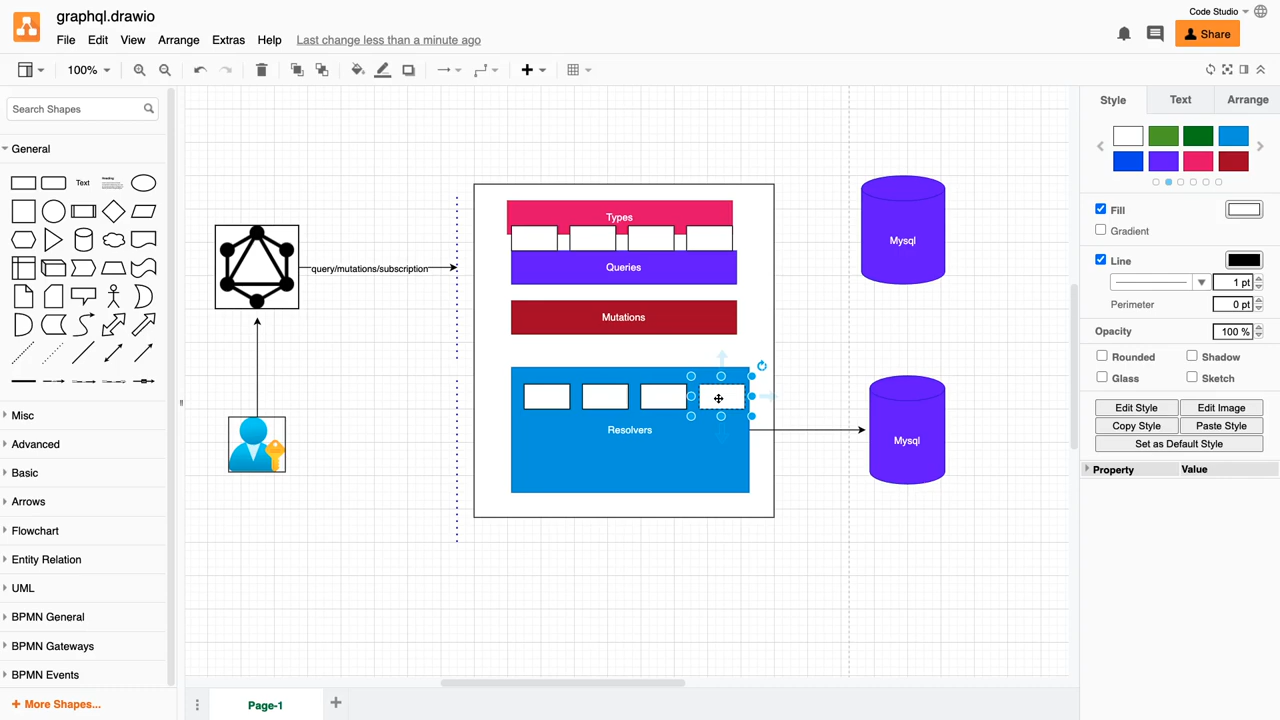 graphql.drawio
Code Studio
File Edit View Arrange Extras Help Last change less than a minute ago
Share
100%
Search Shapes
Style Text Arrange
General
Text
Heading
Fill
Gradient
Types
Mysql
query/mutations/subscription
Queries
Line
1 pt
Perimeter 0 pt
Mutations
Opacity 100 %
Rounded Shadow
Glass Sketch
Edit Style Edit Image
Copy Style Paste Style
Set as Default Style
Property Value
Resolvers
Mysql
Misc
Advanced
Basic
Arrows
Flowchart
Entity Relation
UML
BPMN General
BPMN Gateways
BPMN Events
+ More Shapes...
Page-1